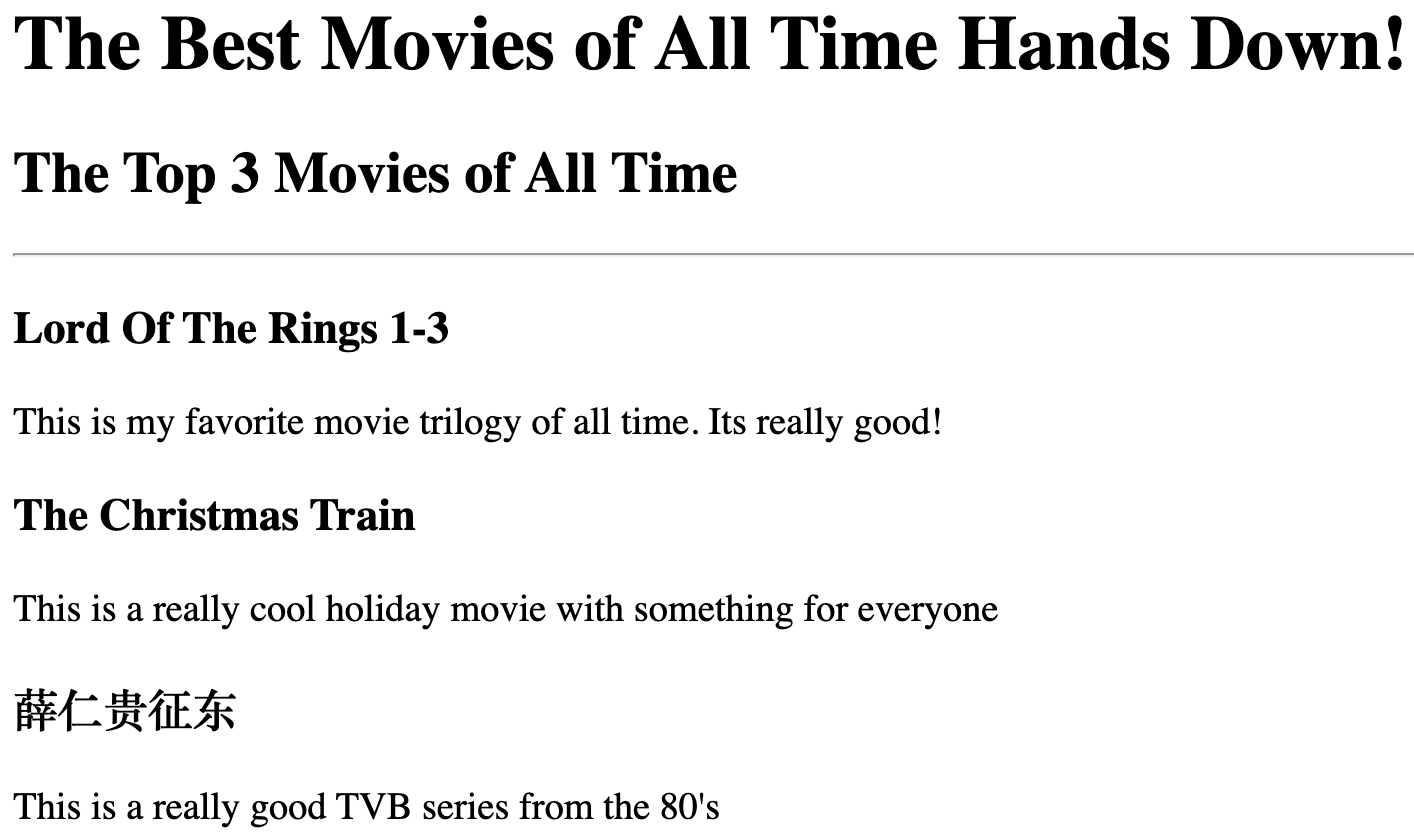 The Best Movies of All Time Hands Down!
The Top 3 Movies of All Time
Lord Of The Rings 1-3
This is my favorite movie trilogy of all time. Its really good!
The Christmas Train
This is a really cool holiday movie with something for everyone
薛仁贵征东
This is a really good TVB series from the 80's